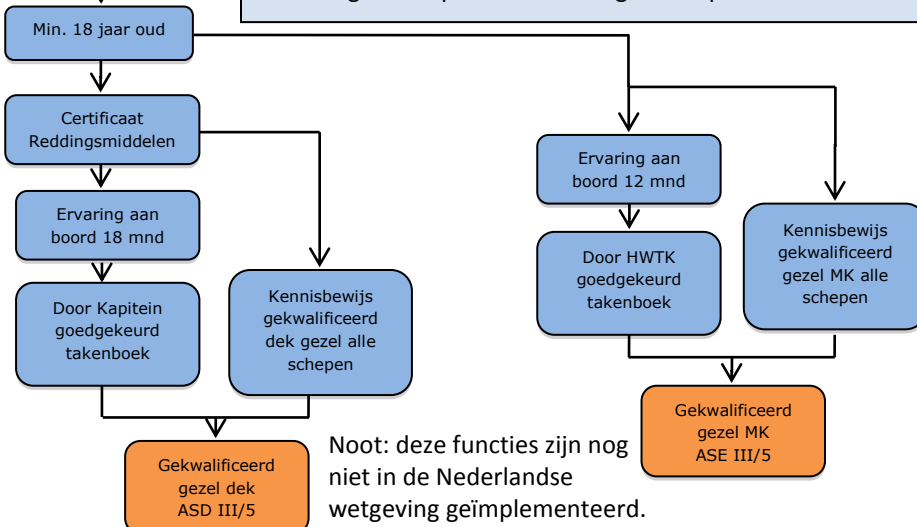 Min. 18 jaar oud
Certificaat
Reddingsmiddelen
Ervaring aan
boord 18 mnd
Door Kapitein
goedgekeurd
takenboek
Kennisbewijs
gekwalificeerd
dek gezel alle
schepen
Gekwalificeerd
gezel dek
ASD III/5
Ervaring aan
boord 12 mnd
Door HWTK
goedgekeurd
takenboek
Kennisbewijs
gekwalificeerd
gezel MK alle
schepen
Gekwalificeerd
gezel MK
ASE III/5
Noot: deze functies zijn nog
niet in de Nederlandse
wetgeving geïmplementeerd.